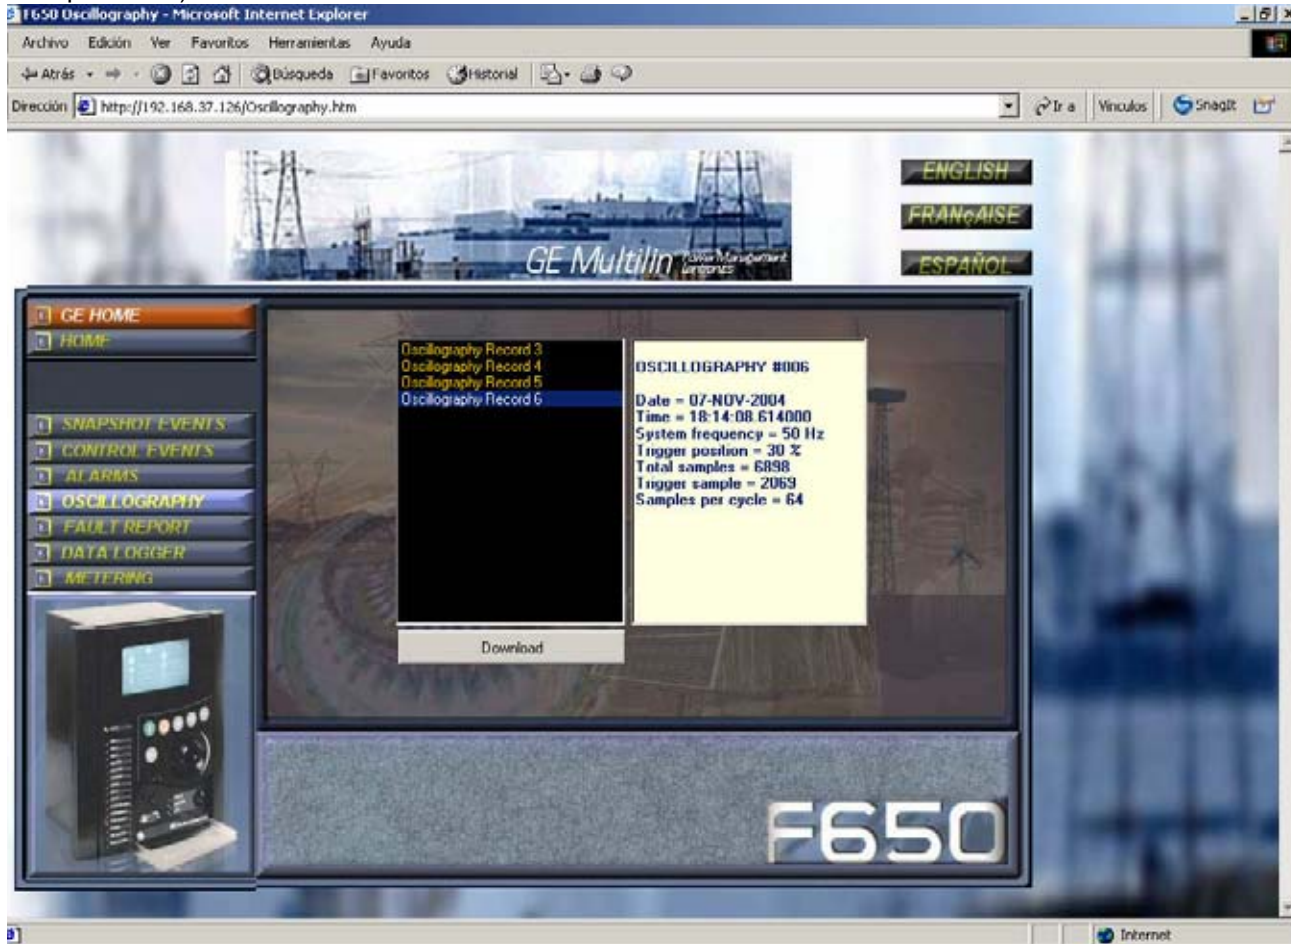 F650 Oscillography - Microsoft Internet Explorer
Archivo Edición Ver Favoritos Herramientas Ayuda
Atrás Búsqueda Favoritos Historial
Dirección http://192.168.37.126/Oscillography.htm Ir a Vínculos SnagIt
ENGLISH
FRANçAISE
GE Multilin Power Management
ESPAÑOL
GE HOME
HOME
SNAPSHOT EVENTS
CONTROL EVENTS
ALARMS
OSCILLOGRAPHY
FAULT REPORT
DATA LOGGER
METERING
Oscillography Record 3
Oscillography Record 4
Oscillography Record 5
Oscillography Record 6
Download
OSCILLOGRAPHY #006
Date = 07-NOV-2004
Time = 18:14:08.614000
System frequency = 50 Hz
Trigger position = 30 %
Total samples = 6898
Trigger sample = 2069
Samples per cycle = 64
F650
Internet